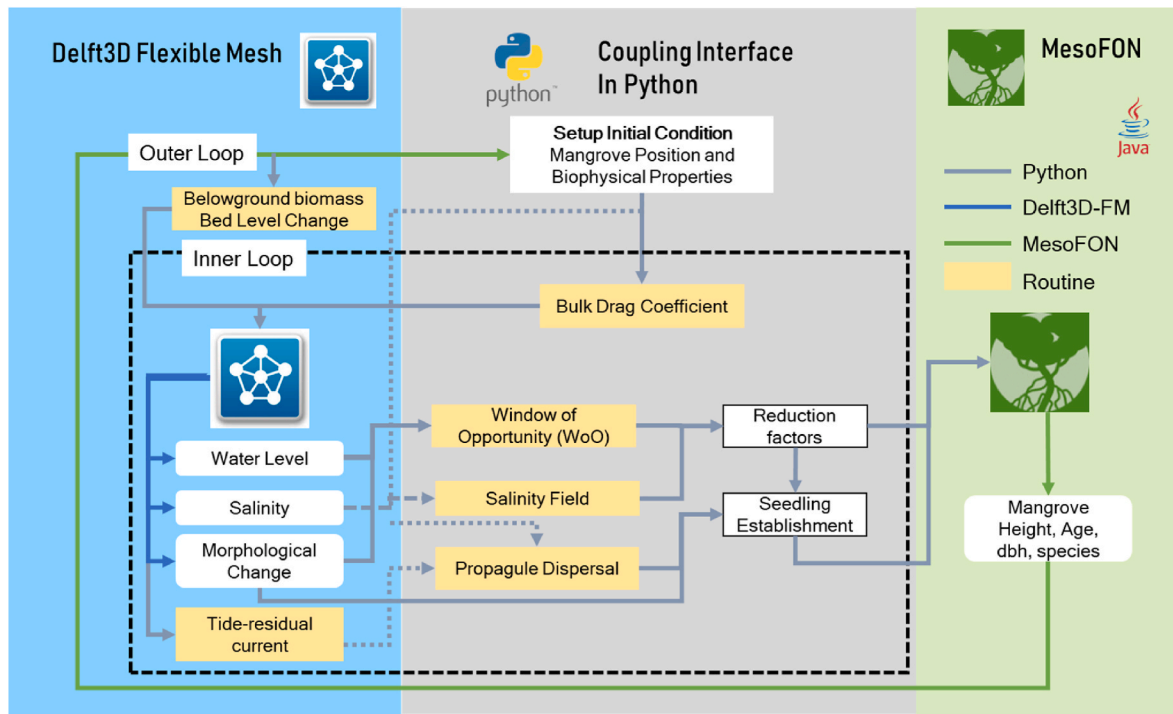 Delft3D Flexible Mesh
python™
Coupling Interface
In Python
MesoFON
Java
Outer Loop
Setup Initial Condition
Mangrove Position and
Biophysical Properties
Python
Delft3D-FM
MesoFON
Routine
Belowground biomass
Bed Level Change
Inner Loop
Bulk Drag Coefficient
Window of
Opportunity (WoO)
Reduction
factors
Water Level
Salinity
Salinity Field
Seedling
Establishment
Mangrove
Height, Age,
dbh, species
Morphological
Change
Propagule Dispersal
Tide-residual
current